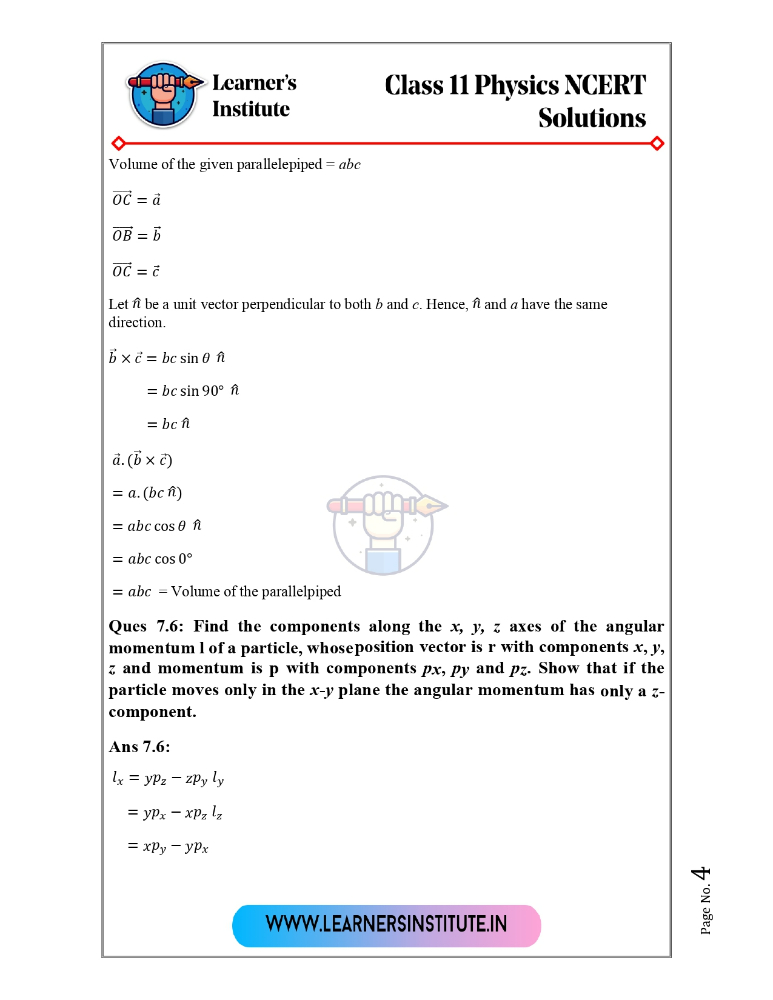 Learner's
Institute
Class 11 Physics NCERT
Solutions
Volume of the given parallelepiped = abc
$\overrightarrow{OC} = \vec{a}$
$\overrightarrow{OB} = \vec{b}$
$\overrightarrow{OC} = \vec{c}$
Let $\hat{n}$ be a unit vector perpendicular to both b and c. Hence, $\hat{n}$ and a have the same
direction.
$\vec{b} \times \vec{c} = bc \sin\theta \ \hat{n}$
$= bc \sin 90° \ \hat{n}$
$= bc \ \hat{n}$
$\vec{a}.(\vec{b} \times \vec{c})$
$= a.(bc \ \hat{n})$
$= abc \cos\theta \ \hat{n}$
$= abc \cos 0°$
$= abc$ = Volume of the parallelpiped
Ques 7.6: Find the components along the x, y, z axes of the angular
momentum l of a particle, whose position vector is r with components x, y,
z and momentum is p with components px, py and pz. Show that if the
particle moves only in the x-y plane the angular momentum has only a z-
component.
Ans 7.6:
$l_x = yp_z - zp_y \ l_y$
$= yp_x - xp_z \ l_z$
$= xp_y - yp_x$
WWW.LEARNERSINSTITUTE.IN
Page No. 4